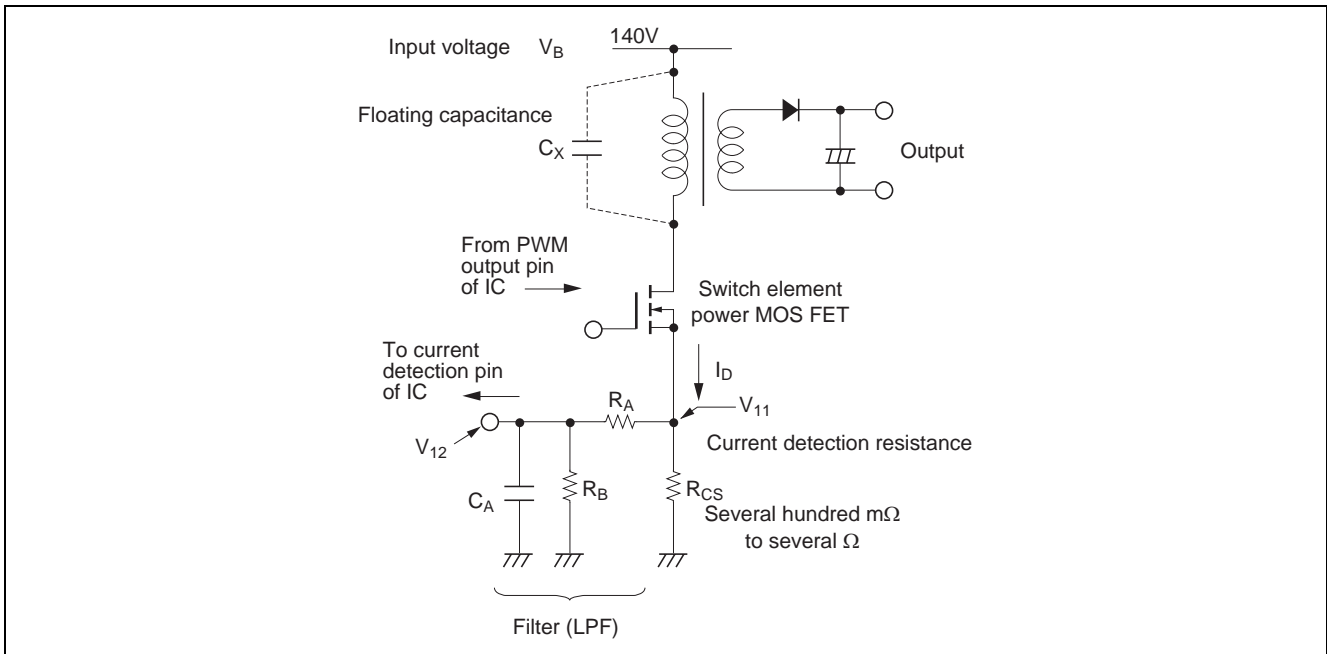 Input voltage V_B 140V
Floating capacitance
C_X
Output
From PWM
output pin
of IC
Switch element
power MOS FET
To current
detection pin
of IC
I_D
R_A
V_11
V_12
Current detection resistance
C_A
R_B
R_CS
Several hundred mΩ
to several Ω
Filter (LPF)